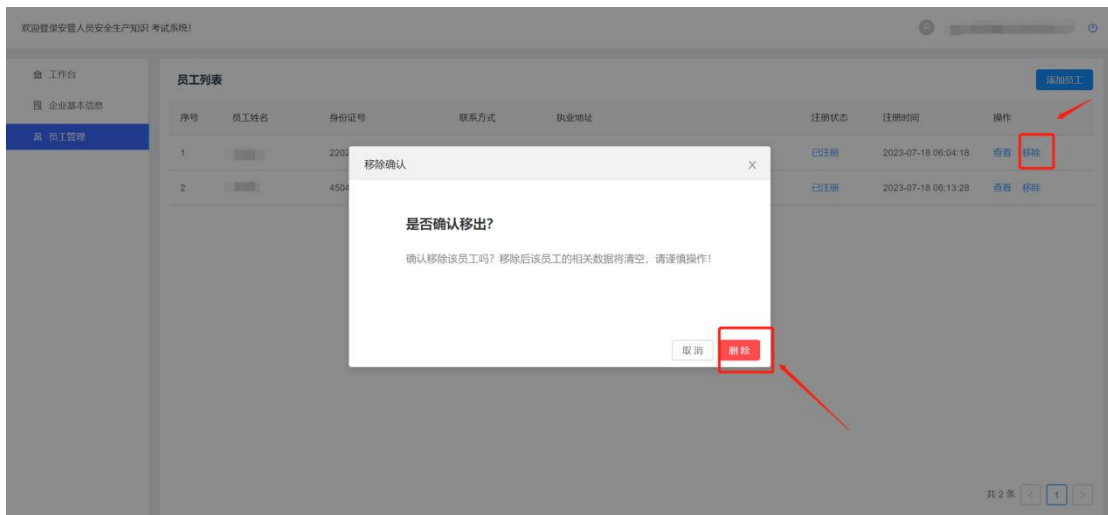 欢迎登录安管人员安全生产知识 考试系统!
工作台
企业基本信息
员工管理
员工列表
添加员工
序号 员工姓名 身份证号 联系方式 执业地址 注册状态 注册时间 操作
1 2202 已注册 2023-07-18 06:04:18 查看 移除
2 4504 已注册 2023-07-18 06:13:28 查看 移除
移除确认
是否确认移出?
确认移除该员工吗?移除后该员工的相关数据将清空,请谨慎操作!
取消 删除
共 2 条 < 1 >